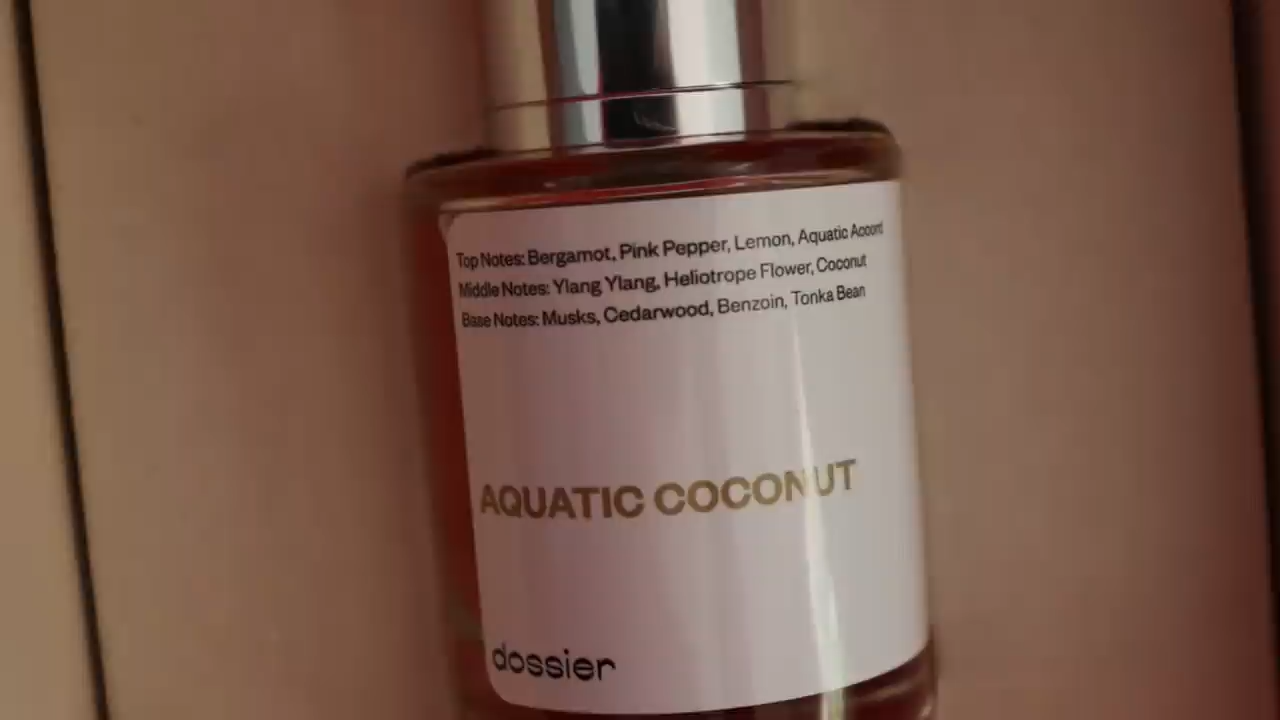 Top Notes: Bergamot, Pink Pepper, Lemon, Aquatic Accord
Middle Notes: Ylang Ylang, Heliotrope Flower, Coconut
Base Notes: Musks, Cedarwood, Benzoin, Tonka Bean
AQUATIC COCONUT
dossier